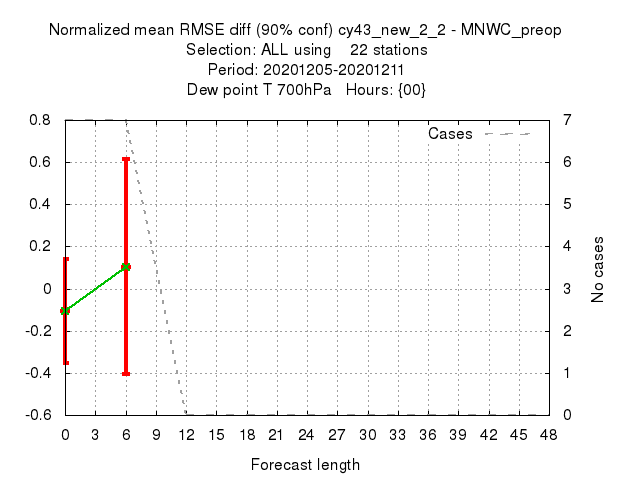 Normalized mean RMSE diff (90% conf) cy43_new_2_2 - MNWC_preop
Selection: ALL using 22 stations
Period: 20201205-20201211
Dew point T 700hPa Hours: {00}
Cases
0.8
0.6
0.4
0.2
0
-0.2
-0.4
-0.6
7
6
5
4
3
2
1
0
No cases
0 3 6 9 12 15 18 21 24 27 30 33 36 39 42 45 48
Forecast length